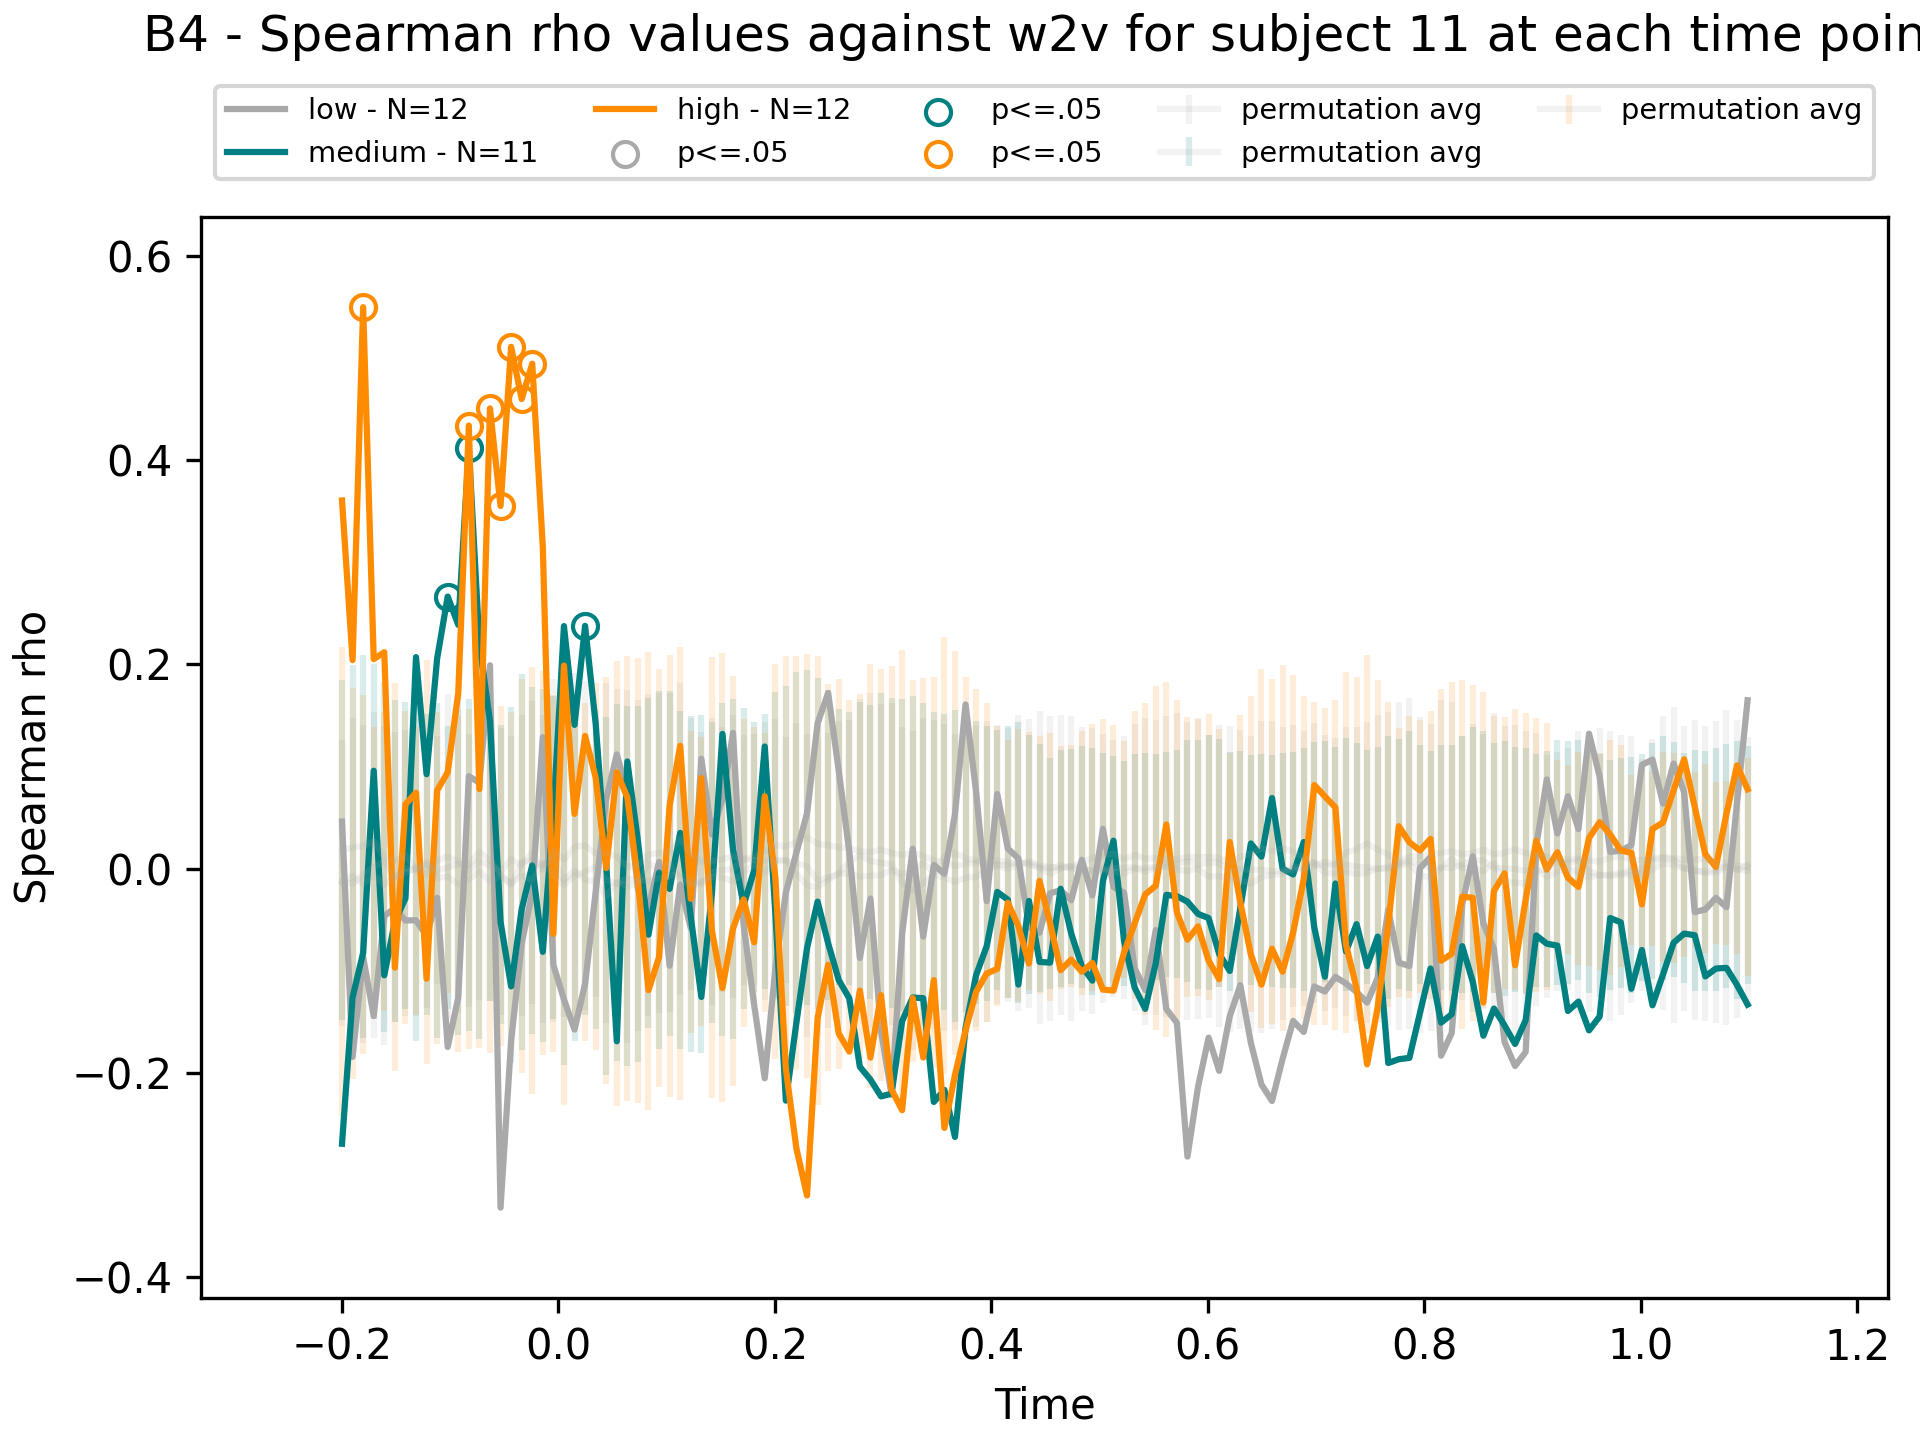 B4 - Spearman rho values against w2v for subject 11 at each time poin
low - N=12
medium - N=11
high - N=12
p<=.05
p<=.05
p<=.05
permutation avg
permutation avg
permutation avg
Spearman rho
0.6
0.4
0.2
0.0
−0.2
−0.4
−0.2 0.0 0.2 0.4 0.6 0.8 1.0 1.2
Time